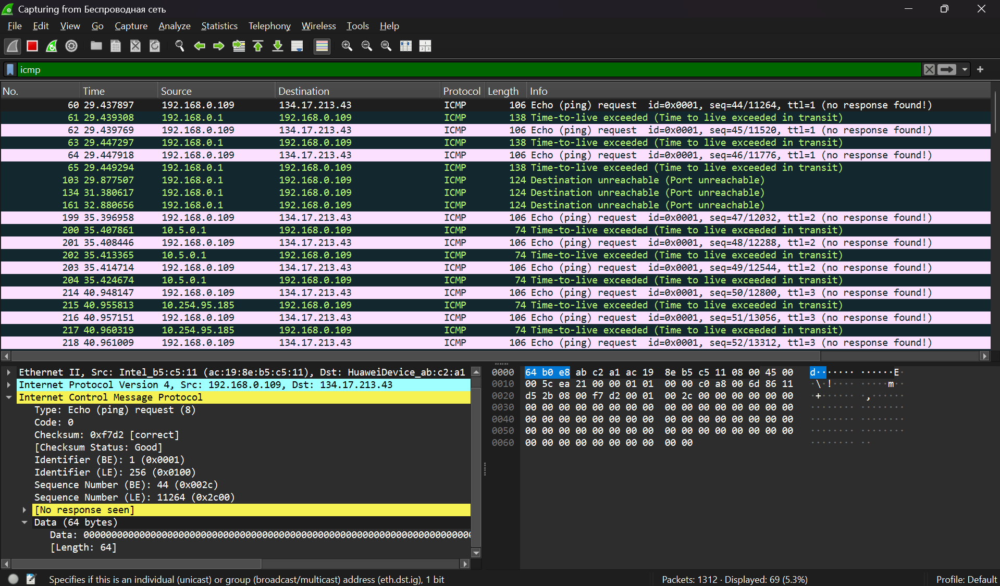 Capturing from Беспроводная сеть
File Edit View Go Capture Analyze Statistics Telephony Wireless Tools Help
icmp
No. Time Source Destination Protocol Length Info
60 29.437897 192.168.0.109 134.17.213.43 ICMP 106 Echo (ping) request id=0x0001, seq=44/11264, ttl=1 (no response found!)
61 29.439308 192.168.0.1 192.168.0.109 ICMP 138 Time-to-live exceeded (Time to live exceeded in transit)
62 29.439769 192.168.0.109 134.17.213.43 ICMP 106 Echo (ping) request id=0x0001, seq=45/11520, ttl=1 (no response found!)
63 29.447297 192.168.0.1 192.168.0.109 ICMP 138 Time-to-live exceeded (Time to live exceeded in transit)
64 29.447918 192.168.0.109 134.17.213.43 ICMP 106 Echo (ping) request id=0x0001, seq=46/11776, ttl=1 (no response found!)
65 29.449294 192.168.0.1 192.168.0.109 ICMP 138 Time-to-live exceeded (Time to live exceeded in transit)
103 29.877507 192.168.0.1 192.168.0.109 ICMP 124 Destination unreachable (Port unreachable)
134 31.380617 192.168.0.1 192.168.0.109 ICMP 124 Destination unreachable (Port unreachable)
161 32.880656 192.168.0.1 192.168.0.109 ICMP 124 Destination unreachable (Port unreachable)
199 35.396958 192.168.0.109 134.17.213.43 ICMP 106 Echo (ping) request id=0x0001, seq=47/12032, ttl=2 (no response found!)
200 35.407861 10.5.0.1 192.168.0.109 ICMP 74 Time-to-live exceeded (Time to live exceeded in transit)
201 35.408446 192.168.0.109 134.17.213.43 ICMP 106 Echo (ping) request id=0x0001, seq=48/12288, ttl=2 (no response found!)
202 35.413365 10.5.0.1 192.168.0.109 ICMP 74 Time-to-live exceeded (Time to live exceeded in transit)
203 35.414714 192.168.0.109 134.17.213.43 ICMP 106 Echo (ping) request id=0x0001, seq=49/12544, ttl=2 (no response found!)
204 35.424674 10.5.0.1 192.168.0.109 ICMP 74 Time-to-live exceeded (Time to live exceeded in transit)
214 40.948147 192.168.0.109 134.17.213.43 ICMP 106 Echo (ping) request id=0x0001, seq=50/12800, ttl=3 (no response found!)
215 40.955813 10.254.95.185 192.168.0.109 ICMP 74 Time-to-live exceeded (Time to live exceeded in transit)
216 40.957151 192.168.0.109 134.17.213.43 ICMP 106 Echo (ping) request id=0x0001, seq=51/13056, ttl=3 (no response found!)
217 40.960319 10.254.95.185 192.168.0.109 ICMP 74 Time-to-live exceeded (Time to live exceeded in transit)
218 40.961009 192.168.0.109 134.17.213.43 ICMP 106 Echo (ping) request id=0x0001, seq=52/13312, ttl=3 (no response found!)
Ethernet II, Src: Intel_b5:c5:11 (ac:19:8e:b5:c5:11), Dst: HuaweiDevice_ab:c2:a1
Internet Protocol Version 4, Src: 192.168.0.109, Dst: 134.17.213.43
Internet Control Message Protocol
Type: Echo (ping) request (8)
Code: 0
Checksum: 0xf7d2 [correct]
[Checksum Status: Good]
Identifier (BE): 1 (0x0001)
Identifier (LE): 256 (0x0100)
Sequence Number (BE): 44 (0x002c)
Sequence Number (LE): 11264 (0x2c00)
[No response seen]
Data (64 bytes)
Data: 000000000000000000000000000000000000000000000000000000000000000000000
[Length: 64]
0000 64 b0 e8 ab c2 a1 ac 19 8e b5 c5 11 08 00 45 00 d·······  ······E·
0010 00 5c ea 21 00 00 01 01 00 00 c0 a8 00 6d 86 11 ·\·!····  ·····m··
0020 d5 2b 08 00 f7 d2 00 01 00 2c 00 00 00 00 00 00 ·+······  ·,······
0030 00 00 00 00 00 00 00 00 00 00 00 00 00 00 00 00 ········  ········
0040 00 00 00 00 00 00 00 00 00 00 00 00 00 00 00 00 ········  ········
0050 00 00 00 00 00 00 00 00 00 00 00 00 00 00 00 00 ········  ········
0060 00 00 00 00 00 00 00 00 00 00 ········  ··
Specifies if this is an individual (unicast) or group (broadcast/multicast) address (eth.dst.ig), 1 bit
Packets: 1312 · Displayed: 69 (5.3%)
Profile: Default